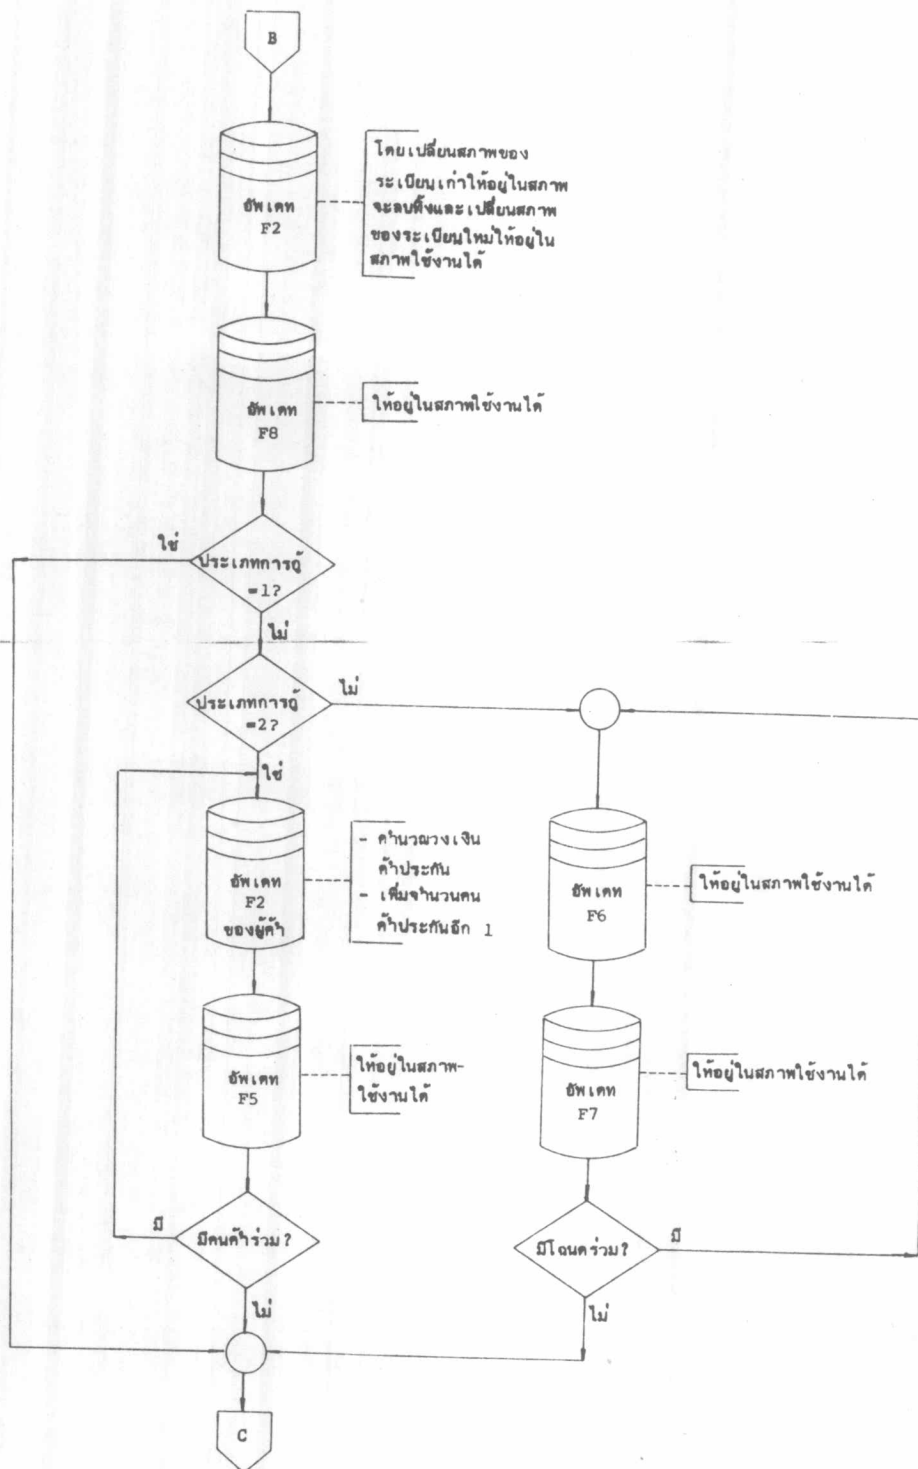 B
อัพเดท
F2
โดยเปลี่ยนสภาพของ
ระเบียนเก่าให้อยู่ในสภาพ
จะลบทิ้งและเปลี่ยนสภาพ
ของระเบียนใหม่ให้อยู่ใน
สภาพใช้งานได้
อัพเดท
F8
ให้อยู่ในสภาพใช้งานได้
ใช่
ประเภทการกู้
=1?
ไม่
ประเภทการกู้
=2?
ไม่
ใช่
อัพเดท
F2
ของผู้ค้ำ
- คำนวณวงเงิน
ค้ำประกัน
- เพิ่มจำนวนคน
ค้ำประกันอีก 1
อัพเดท
F6
ให้อยู่ในสภาพใช้งานได้
อัพเดท
F5
ให้อยู่ในสภาพ-
ใช้งานได้
อัพเดท
F7
ให้อยู่ในสภาพใช้งานได้
มี
มีคนค้ำร่วม?
ไม่
มีโฉนดร่วม?
มี
ไม่
C